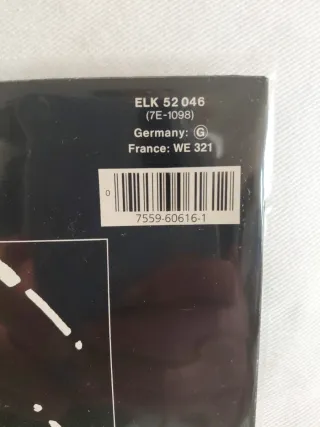 ELK 52 046
(7E-1098)
Germany: Ⓖ
France: WE 321
0
7559-60616-1